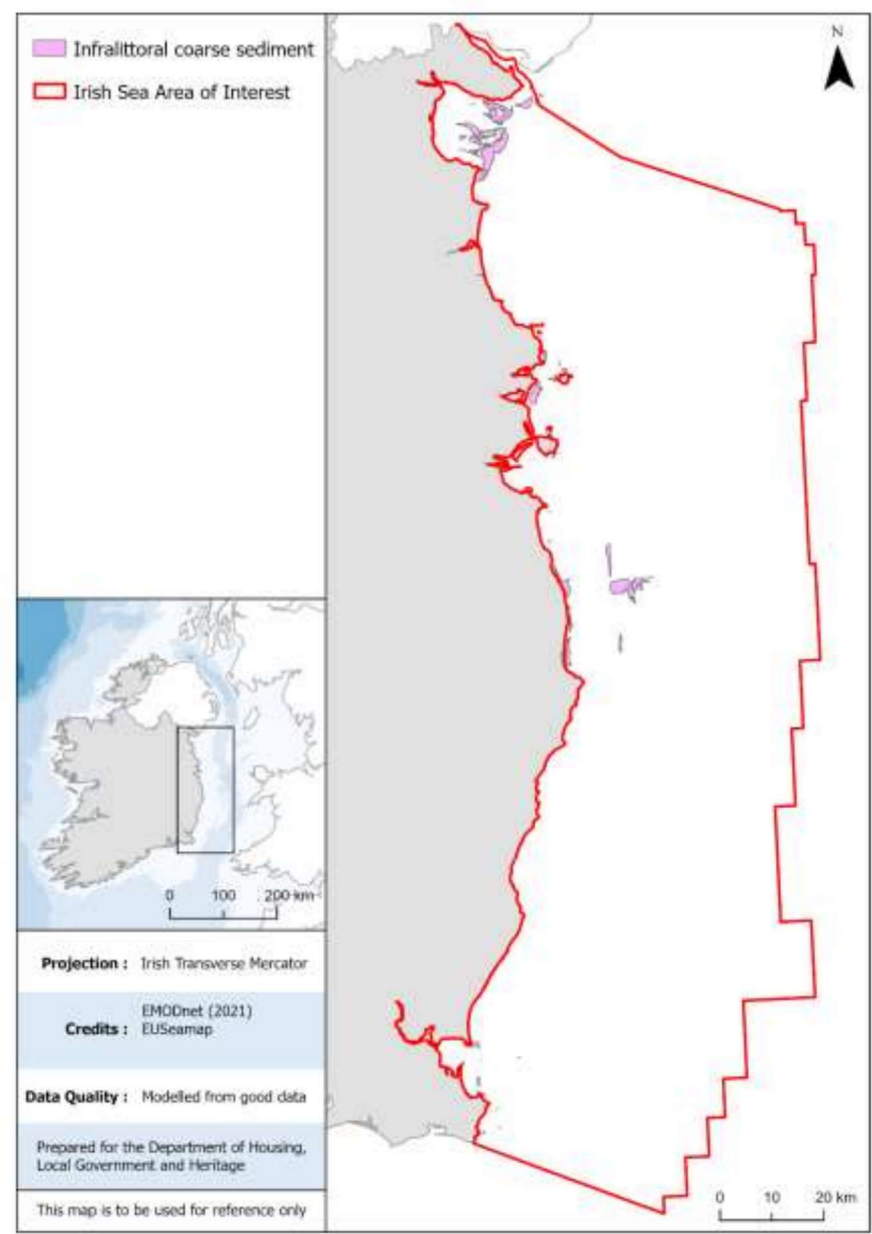 Infralittoral coarse sediment
Irish Sea Area of Interest
N
0 100 200 km
Projection : Irish Transverse Mercator
EMODnet (2021)
Credits : EUSeamap
Data Quality : Modelled from good data
Prepared for the Department of Housing,
Local Government and Heritage
This map is to be used for reference only
0 10 20 km